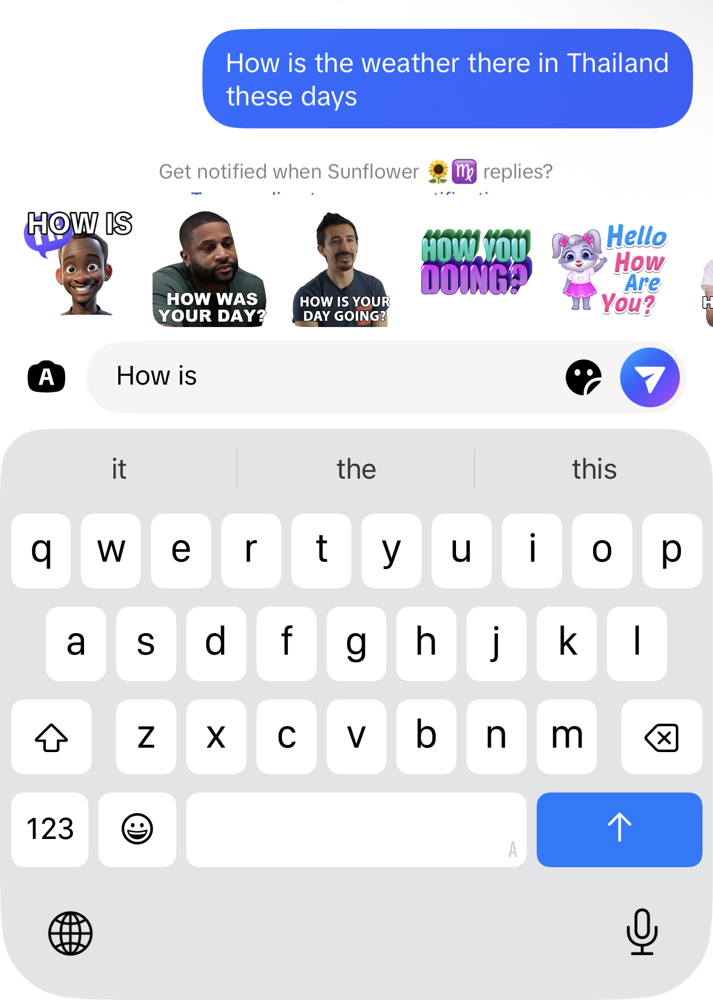 How is the weather there in Thailand
these days
Get notified when Sunflower 🌻♍ replies?
HOW IS
Hi
HOW WAS
YOUR DAY?
HOW IS YOUR
DAY GOING?
HOW YOU
DOING?
Hello
How
Are
You?
H
A
How is
it
the
this
q w e r t y u i o p
a s d f g h j k l
z x c v b n m
123
A